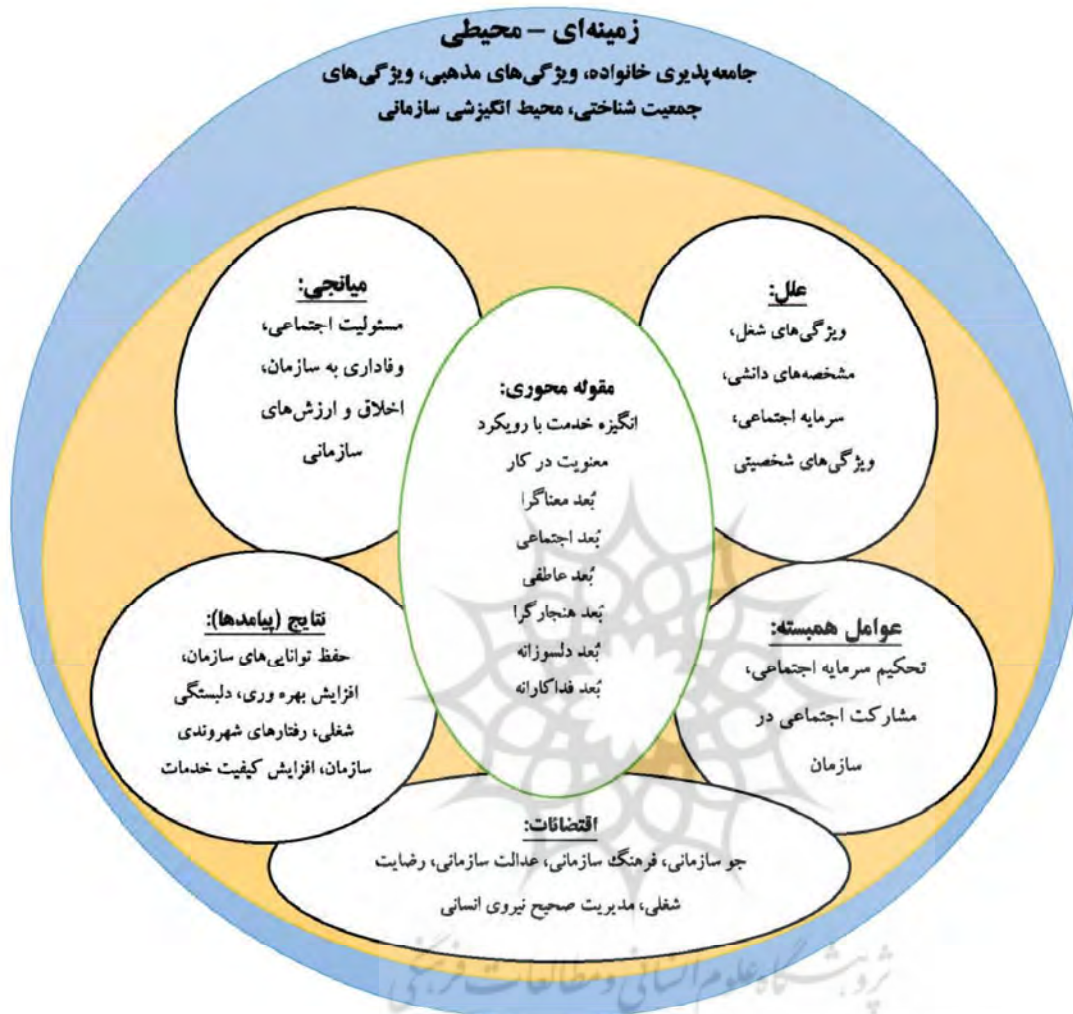 زمینه‌ای – محیطی
جامعه‌پذیری خانواده، ویژگی‌های مذهبی، ویژگی‌های
جمعیت شناختی، محیط انگیزشی سازمانی
علل:
ویژگی‌های شغل،
مشخصه‌های دانشی،
سرمایه اجتماعی،
ویژگی‌های شخصیتی
میانجی:
مسئولیت اجتماعی،
وفاداری به سازمان،
اخلاق و ارزش‌های
سازمانی
مقوله محوری:
انگیزه خدمت با رویکرد
معنویت در کار
بُعد معناگرا
بُعد اجتماعی
بُعد عاطفی
بُعد هنجارگرا
بُعد دلسوزانه
بُعد فداکارانه
عوامل همبسته:
تحکیم سرمایه اجتماعی،
مشارکت اجتماعی در
سازمان
نتایج (پیامدها):
حفظ توانایی‌های سازمان،
افزایش بهره وری، دلبستگی
شغلی، رفتارهای شهروندی
سازمان، افزایش کیفیت خدمات
اقتضائات:
جو سازمانی، فرهنگ سازمانی، عدالت سازمانی، رضایت
شغلی، مدیریت صحیح نیروی انسانی
پژوهشگاه علوم انسانی و مطالعات فرهنگی